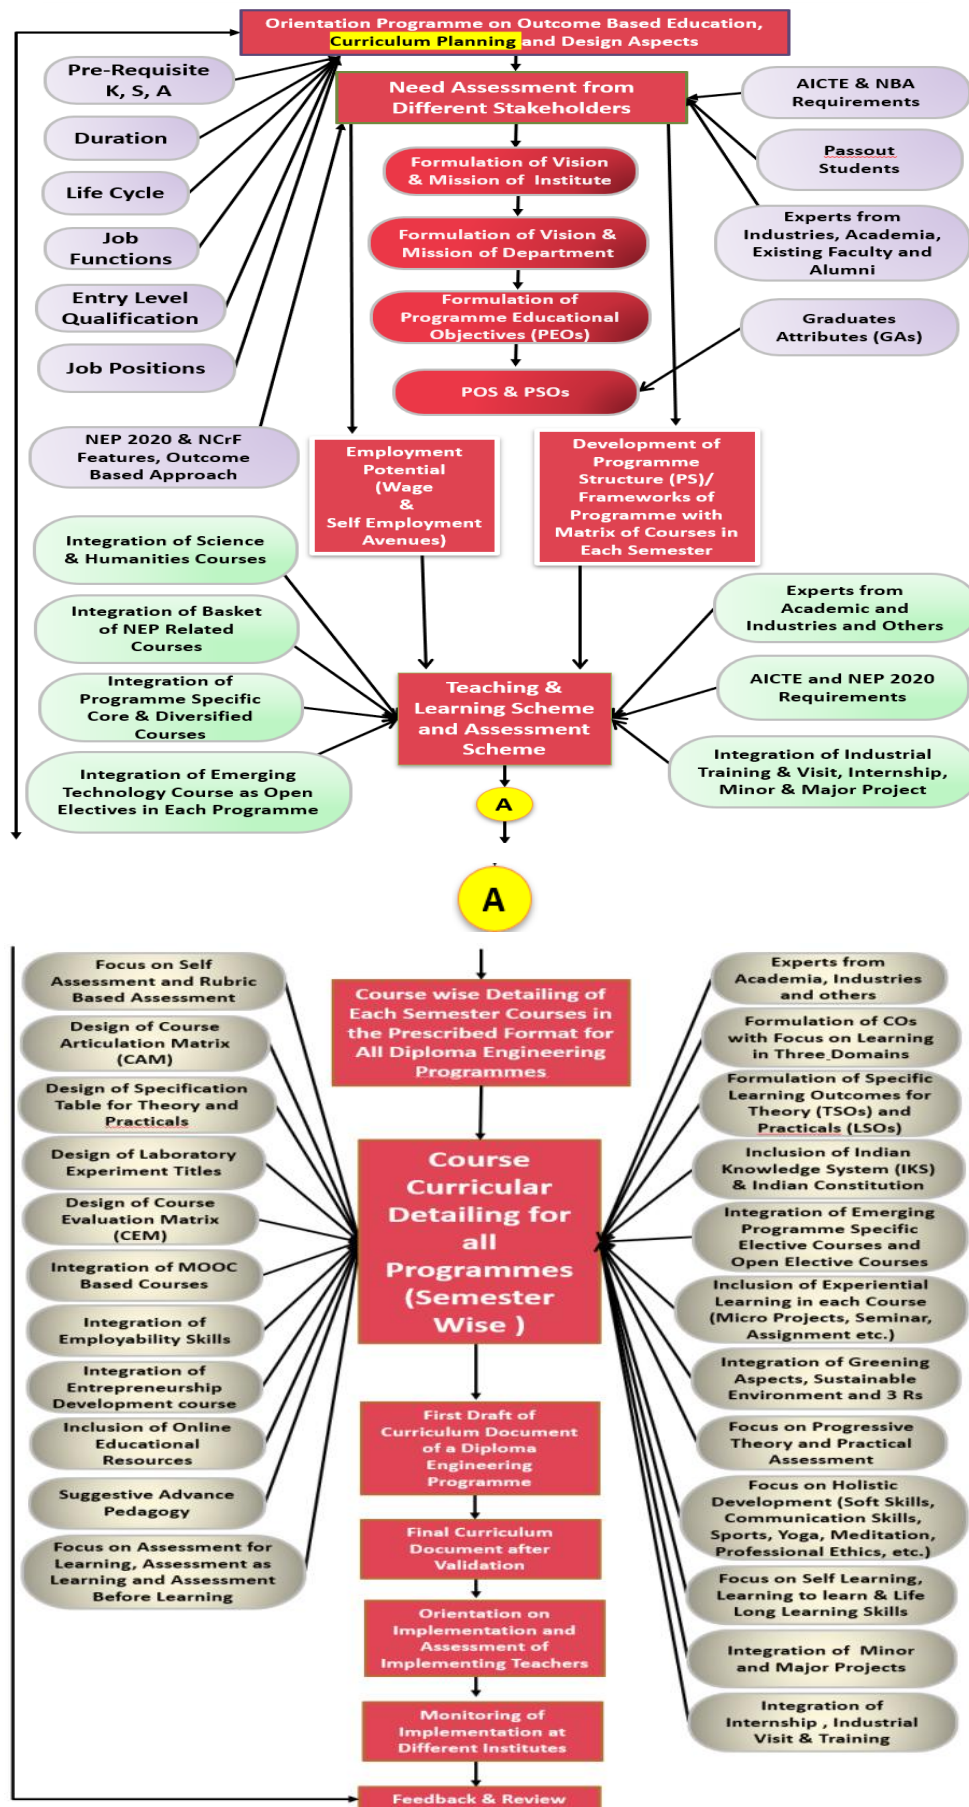 Orientation Programme on Outcome Based Education,
Curriculum Planning and Design Aspects
Pre-Requisite
K, S, A
Duration
Life Cycle
Job
Functions
Entry Level
Qualification
Job Positions
NEP 2020 & NCrF
Features, Outcome
Based Approach
Need Assessment from
Different Stakeholders
AICTE & NBA
Requirements
Passout
Students
Experts from
Industries, Academia,
Existing Faculty and
Alumni
Graduates
Attributes (GAs)
Formulation of Vision
& Mission of Institute
Formulation of Vision &
Mission of Department
Formulation of
Programme Educational
Objectives (PEOs)
POS & PSOs
Employment
Potential
(Wage
&
Self Employment
Avenues)
Development of
Programme
Structure (PS)/
Frameworks of
Programme with
Matrix of Courses in
Each Semester
Integration of Science
& Humanities Courses
Integration of Basket
of NEP Related
Courses
Integration of
Programme Specific
Core & Diversified
Courses
Integration of Emerging
Technology Course as Open
Electives in Each Programme
Teaching &
Learning Scheme
and Assessment
Scheme
Experts from
Academic and
Industries and Others
AICTE and NEP 2020
Requirements
Integration of Industrial
Training & Visit, Internship,
Minor & Major Project
A
A
Course wise Detailing of
Each Semester Courses in
the Prescribed Format for
All Diploma Engineering
Programmes
Focus on Self
Assessment and Rubric
Based Assessment
Design of Course
Articulation Matrix
(CAM)
Design of Specification
Table for Theory and
Practicals
Design of Laboratory
Experiment Titles
Design of Course
Evaluation Matrix
(CEM)
Integration of MOOC
Based Courses
Integration of
Employability Skills
Integration of
Entrepreneurship
Development course
Inclusion of Online
Educational
Resources
Suggestive Advance
Pedagogy
Focus on Assessment for
Learning, Assessment as
Learning and Assessment
Before Learning
Course
Curricular
Detailing for
all
Programmes
(Semester
Wise )
Experts from
Academia, Industries
and others
Formulation of COs
with Focus on Learning
in Three Domains
Formulation of Specific
Learning Outcomes for
Theory (TSOs) and
Practicals (LSOs)
Inclusion of Indian
Knowledge System (IKS)
& Indian Constitution
Integration of Emerging
Programme Specific
Elective Courses and
Open Elective Courses
Inclusion of Experiential
Learning in each Course
(Micro Projects, Seminar,
Assignment etc.)
Integration of Greening
Aspects, Sustainable
Environment and 3 Rs
Focus on Progressive
Theory and Practical
Assessment
Focus on Holistic
Development (Soft Skills,
Communication Skills,
Sports, Yoga, Meditation,
Professional Ethics, etc.)
Focus on Self Learning,
Learning to learn & Life
Long Learning Skills
Integration of Minor
and Major Projects
Integration of
Internship , Industrial
Visit & Training
First Draft of
Curriculum Document
of a Diploma
Engineering
Programme
Final Curriculum
Document after
Validation
Orientation on
Implementation and
Assessment of
Implementing Teachers
Monitoring of
Implementation at
Different Institutes
Feedback & Review